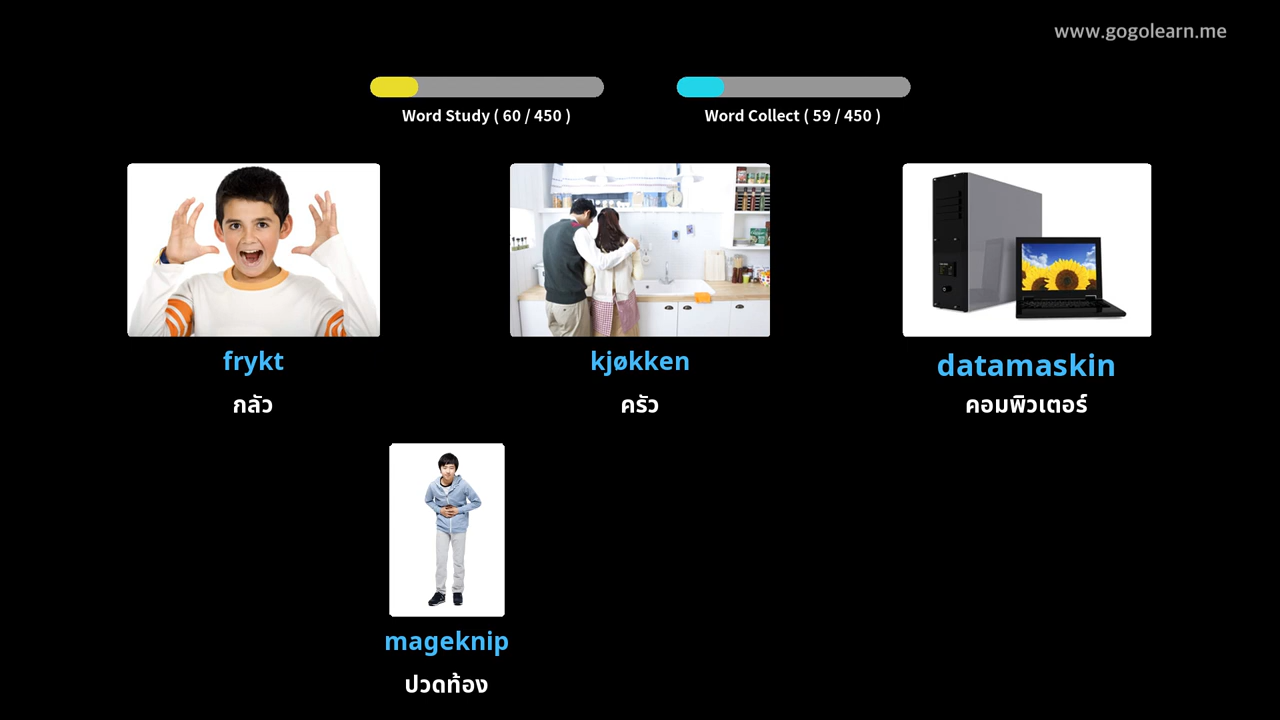 www.gogolearn.me
Word Study ( 60 / 450 )
Word Collect ( 59 / 450 )
frykt
kjøkken
datamaskin
กลัว
ครัว
คอมพิวเตอร์
mageknip
ปวดท้อง